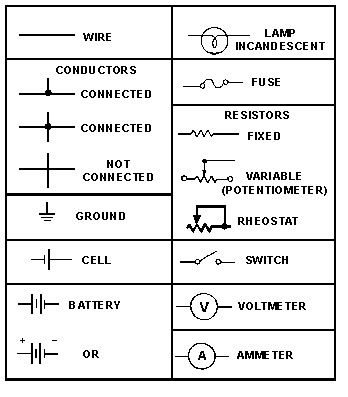 WIRE
CONDUCTORS
CONNECTED
CONNECTED
NOT
CONNECTED
GROUND
CELL
BATTERY
+ −
OR
LAMP
INCANDESCENT
FUSE
RESISTORS
FIXED
VARIABLE
(POTENTIOMETER)
RHEOSTAT
SWITCH
V VOLTMETER
A AMMETER